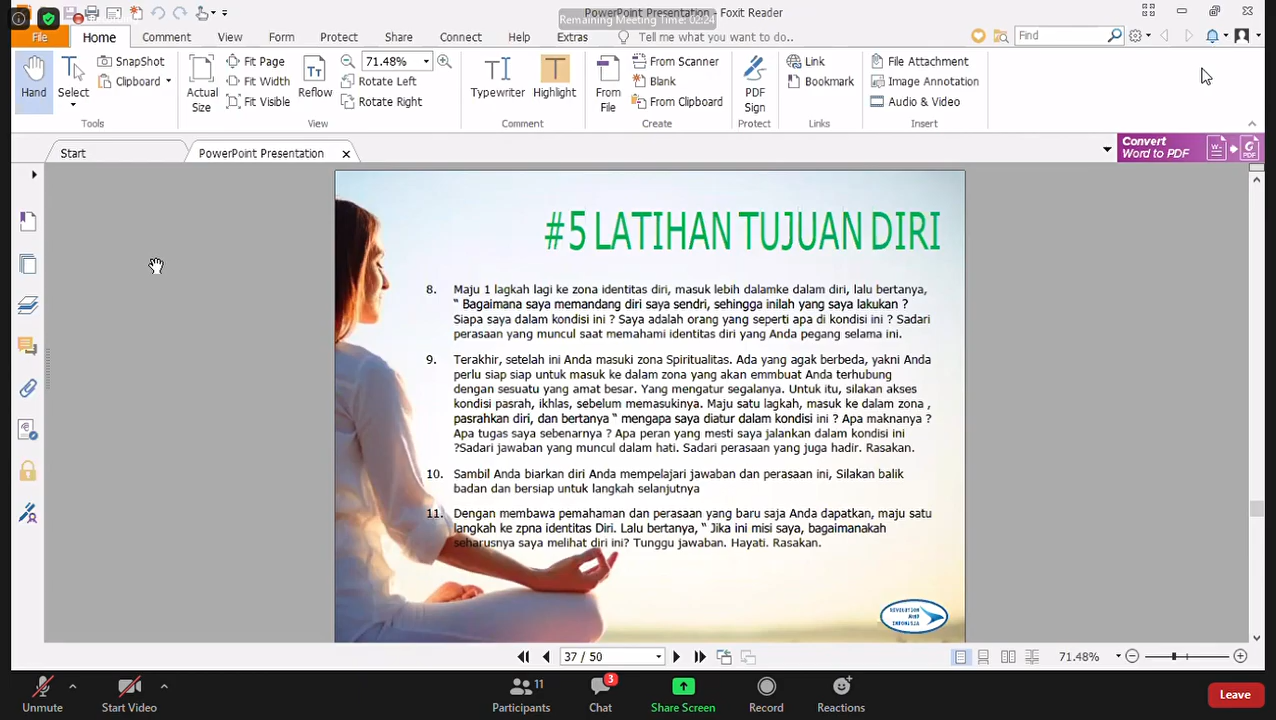 Remaining Meeting Time: 02:24
PowerPoint Presentation - Foxit Reader
File Home Comment View Form Protect Share Connect Help Extras Tell me what you want to do... Find
Hand
Select
SnapShot
Clipboard
Tools
Actual Size
Fit Page
Fit Width
Fit Visible
Reflow
71.48%
Rotate Left
Rotate Right
View
Typewriter
Highlight
Comment
From File
From Scanner
Blank
From Clipboard
Create
PDF Sign
Protect
Link
Bookmark
Links
File Attachment
Image Annotation
Audio & Video
Insert
Start
PowerPoint Presentation
Convert
Word to PDF
#5 LATIHAN TUJUAN DIRI
8. Maju 1 lagkah lagi ke zona identitas diri, masuk lebih dalamke dalam diri, lalu bertanya,
“ Bagaimana saya memandang diri saya sendri, sehingga inilah yang saya lakukan ?
Siapa saya dalam kondisi ini ? Saya adalah orang yang seperti apa di kondisi ini ? Sadari
perasaan yang muncul saat memahami identitas diri yang Anda pegang selama ini.
9. Terakhir, setelah ini Anda masuki zona Spiritualitas. Ada yang agak berbeda, yakni Anda
perlu siap siap untuk masuk ke dalam zona yang akan emmbuat Anda terhubung
dengan sesuatu yang amat besar. Yang mengatur segalanya. Untuk itu, silakan akses
kondisi pasrah, ikhlas, sebelum memasukinya. Maju satu lagkah, masuk ke dalam zona ,
pasrahkan diri, dan bertanya “ mengapa saya diatur dalam kondisi ini ? Apa maknanya ?
Apa tugas saya sebenarnya ? Apa peran yang mesti saya jalankan dalam kondisi ini
?Sadari jawaban yang muncul dalam hati. Sadari perasaan yang juga hadir. Rasakan.
10. Sambil Anda biarkan diri Anda mempelajari jawaban dan perasaan ini, Silakan balik
badan dan bersiap untuk langkah selanjutnya
11. Dengan membawa pemahaman dan perasaan yang baru saja Anda dapatkan, maju satu
langkah ke zpna identitas Diri. Lalu bertanya, “ Jika ini misi saya, bagaimanakah
seharusnya saya melihat diri ini? Tunggu jawaban. Hayati. Rasakan.
REVOLUTION
MIND
INDONESIA
37 / 50
71.48%
Unmute
Start Video
11
Participants
3
Chat
Share Screen
Record
Reactions
Leave